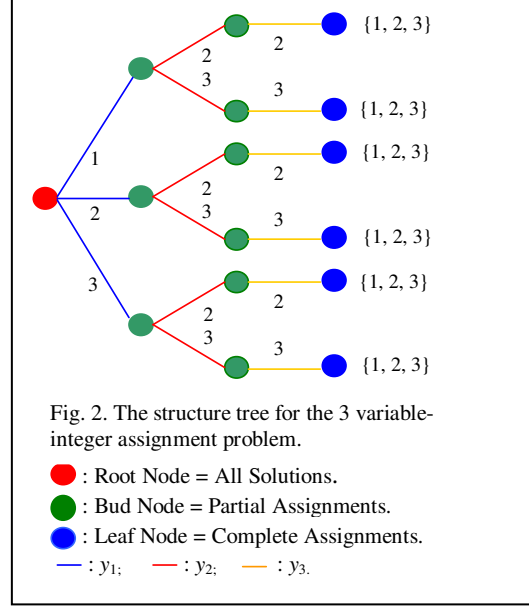 2
{1, 2, 3}
2
3
3
{1, 2, 3}
1
{1, 2, 3}
2
2
3
2
3
{1, 2, 3}
3
{1, 2, 3}
2
2
3
3
{1, 2, 3}
Fig. 2. The structure tree for the 3 variable-
integer assignment problem.
: Root Node = All Solutions.
: Bud Node = Partial Assignments.
: Leaf Node = Complete Assignments.
: y1; : y2; : y3.